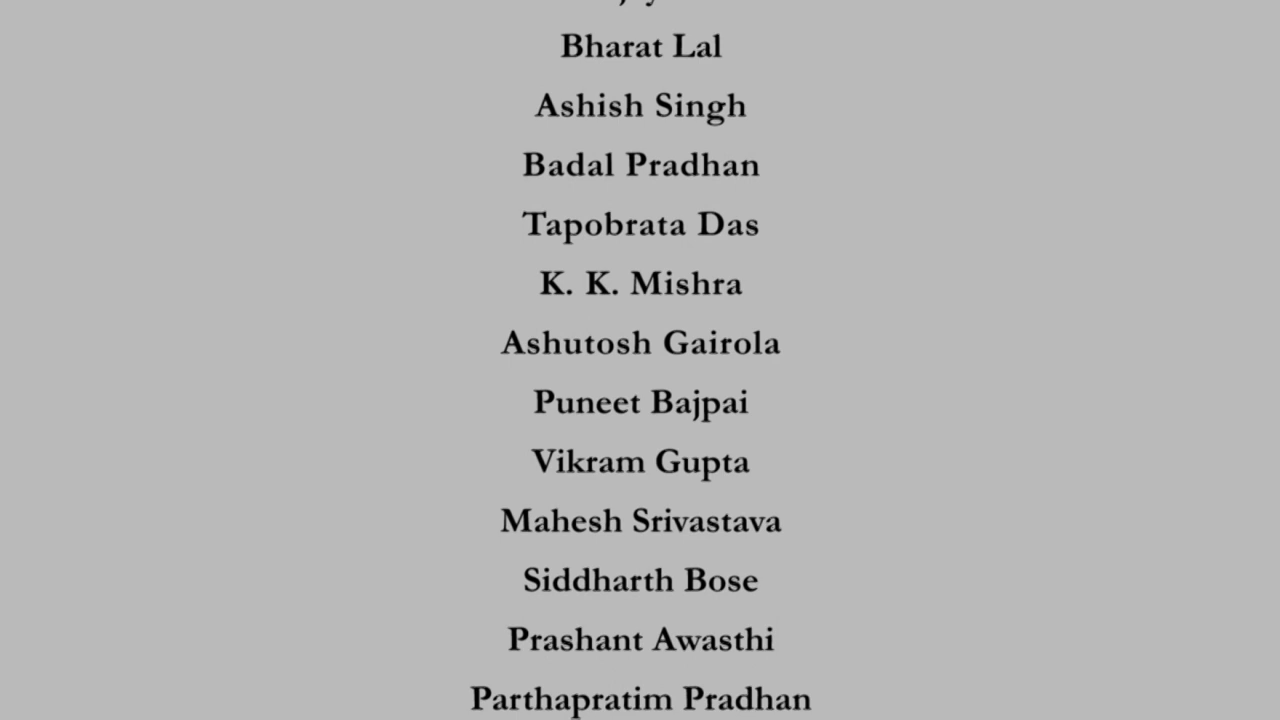 Bharat Lal
Ashish Singh
Badal Pradhan
Tapobrata Das
K. K. Mishra
Ashutosh Gairola
Puneet Bajpai
Vikram Gupta
Mahesh Srivastava
Siddharth Bose
Prashant Awasthi
Parthapratim Pradhan